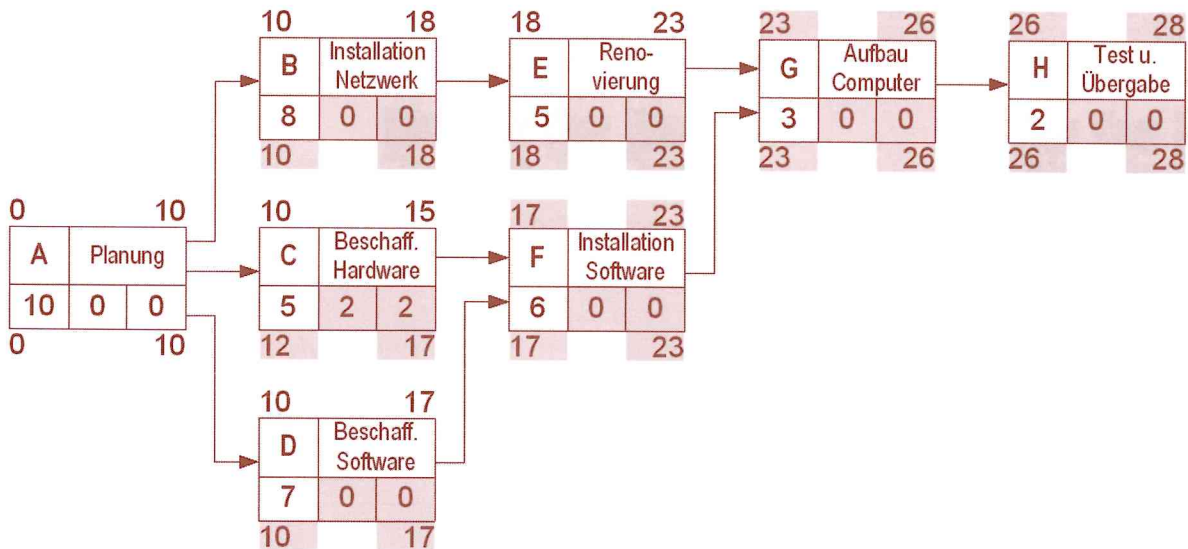 10 18
B Installation
Netzwerk
8 0 0
10 18
18 23
E Reno-
vierung
5 0 0
18 23
23 26
G Aufbau
Computer
3 0 0
23 26
26 28
H Test u.
Übergabe
2 0 0
26 28
0 10
A Planung
10 0 0
0 10
10 15
C Beschaff.
Hardware
5 2 2
12 17
17 23
F Installation
Software
6 0 0
17 23
10 17
D Beschaff.
Software
7 0 0
10 17